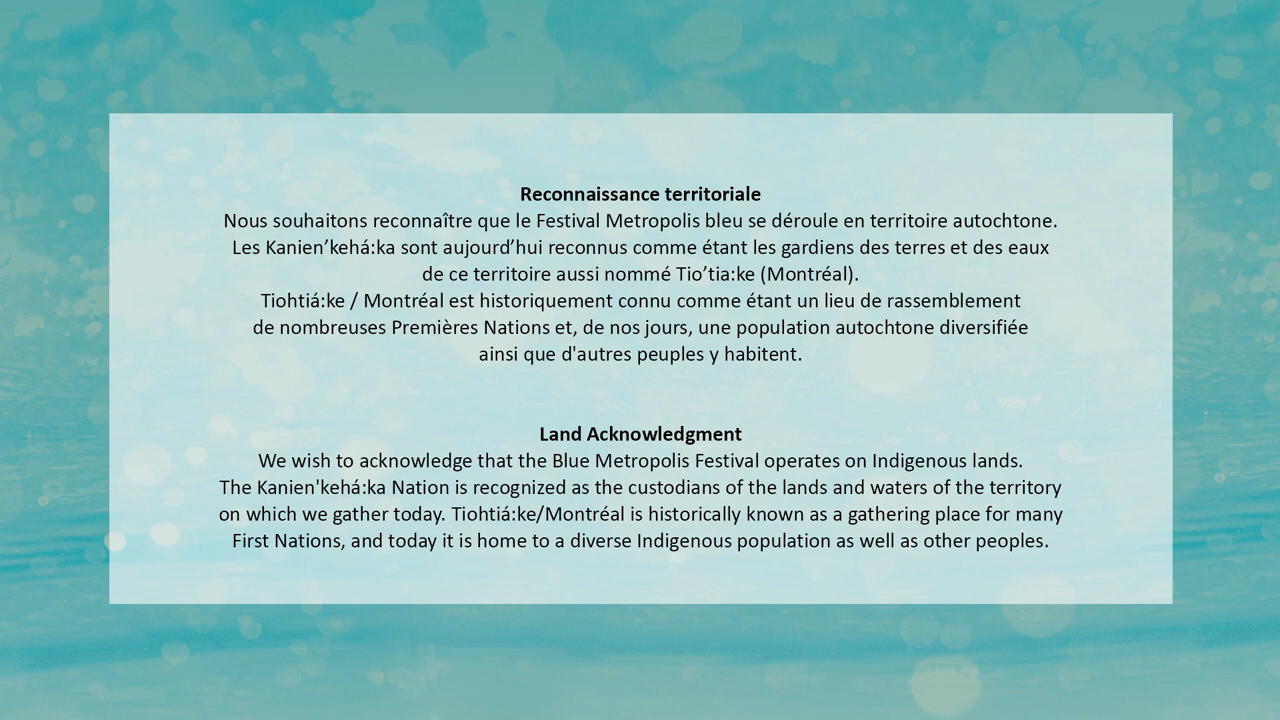 Reconnaissance territoriale
Nous souhaitons reconnaître que le Festival Metropolis bleu se déroule en territoire autochtone.
Les Kanien’kehá:ka sont aujourd’hui reconnus comme étant les gardiens des terres et des eaux
de ce territoire aussi nommé Tio’tia:ke (Montréal).
Tiohtiá:ke / Montréal est historiquement connu comme étant un lieu de rassemblement
de nombreuses Premières Nations et, de nos jours, une population autochtone diversifiée
ainsi que d'autres peuples y habitent.
Land Acknowledgment
We wish to acknowledge that the Blue Metropolis Festival operates on Indigenous lands.
The Kanien'kehá:ka Nation is recognized as the custodians of the lands and waters of the territory
on which we gather today. Tiohtiá:ke/Montréal is historically known as a gathering place for many
First Nations, and today it is home to a diverse Indigenous population as well as other peoples.